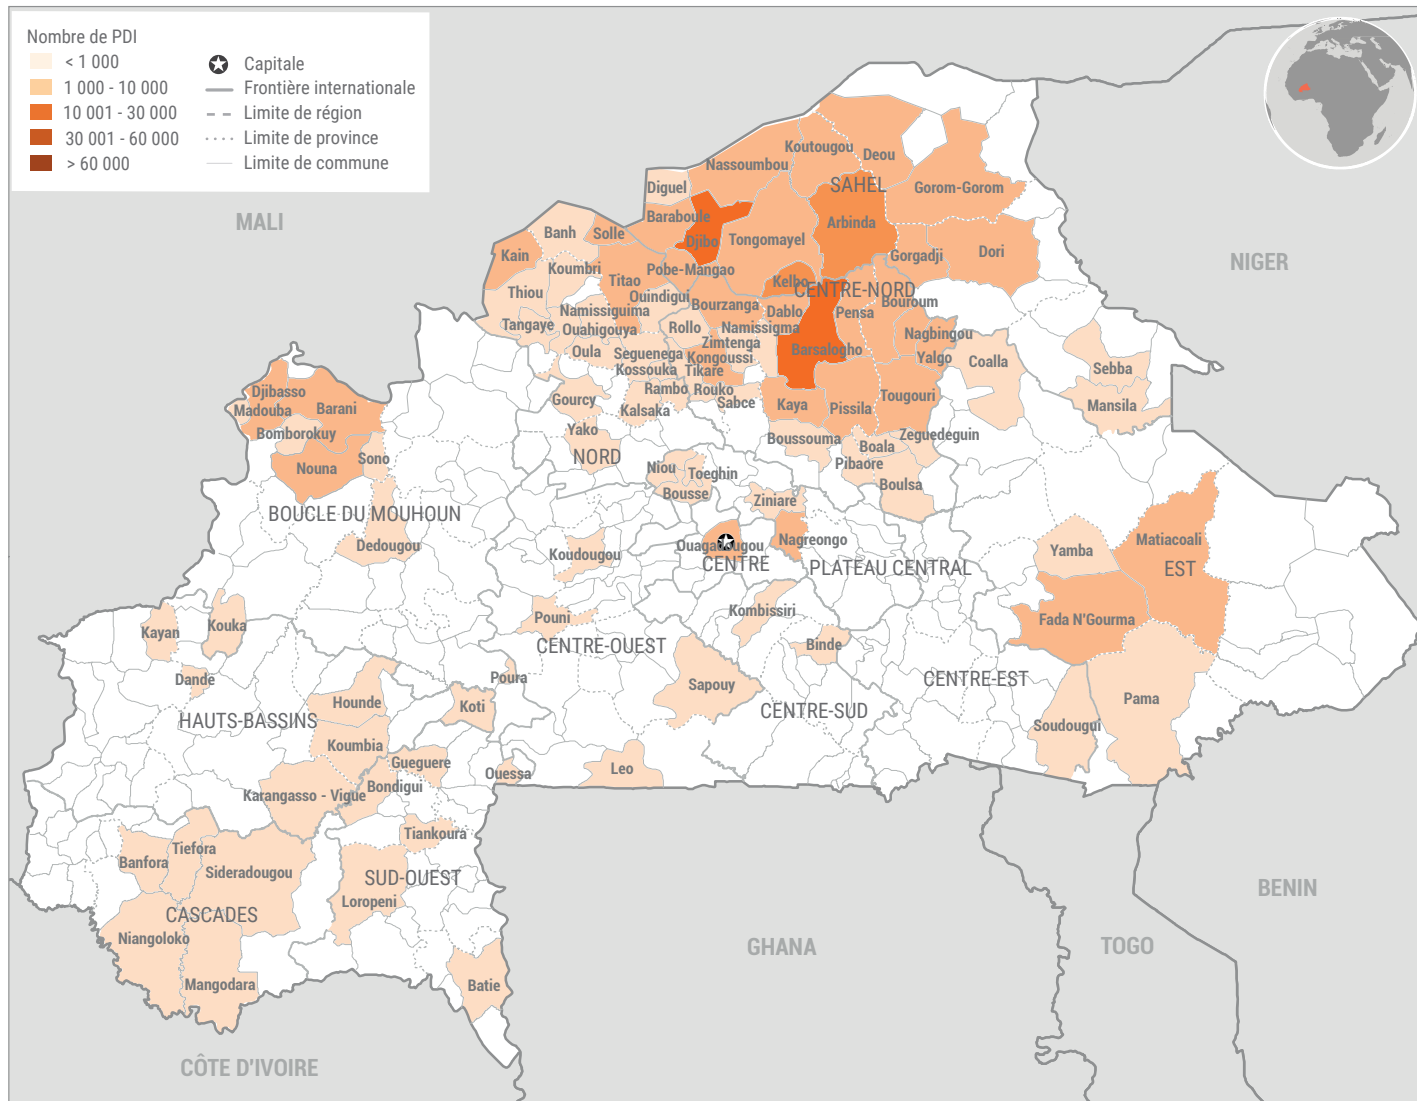 Nombre de PDI
< 1 000
1 000 - 10 000
10 001 - 30 000
30 001 - 60 000
> 60 000
Capitale
Frontière internationale
Limite de région
Limite de province
Limite de commune
MALI
NIGER
BENIN
TOGO
GHANA
CÔTE D'IVOIRE
SAHEL
CENTRE-NORD
NORD
BOUCLE DU MOUHOUN
CENTRE
PLATEAU CENTRAL
EST
CENTRE-OUEST
CENTRE-EST
CENTRE-SUD
HAUTS-BASSINS
SUD-OUEST
CASCADES
Koutougou
Deou
Nassoumbou
Diguel
Gorom-Gorom
Baraboule
Arbinda
Banh
Solle
Djibo
Tongomayel
Kain
Gorgadji
Dori
Koumbri
Pobe-Mangao
Titao
Kelbo
Thiou
Ouindigui
Bourzanga
Bouroum
Namissiguima
Dablo
Pensa
Tangaye
Ouahigouya
Rollo
Namissigma
Nagbingou
Zimtenga
Oula
Seguenega
Kongoussi
Barsalogho
Yalgo
Coalla
Kossouka
Tikare
Sebba
Rambo
Rouko
Gourcy
Kalsaka
Sabce
Kaya
Pissila
Tougouri
Mansila
Djibasso
Madouba
Barani
Bomborokuy
Nouna
Sono
Yako
Boussouma
Boala
Zeguedeguin
Niou
Toeghin
Pibaore
Bousse
Boulsa
Ziniare
Dedougou
Koudougou
Ouagadougou
Nagreongo
Yamba
Matiacoali
Fada N'Gourma
Kayan
Kouka
Pouni
Kombissiri
Binde
Dande
Poura
Sapouy
Hounde
Koti
Pama
Soudougui
Koumbia
Gueguere
Ouessa
Leo
Karangasso - Vigue
Bondigui
Tiankoura
Banfora
Tiefora
Sideradougou
Loropeni
Niangoloko
Mangodara
Batie